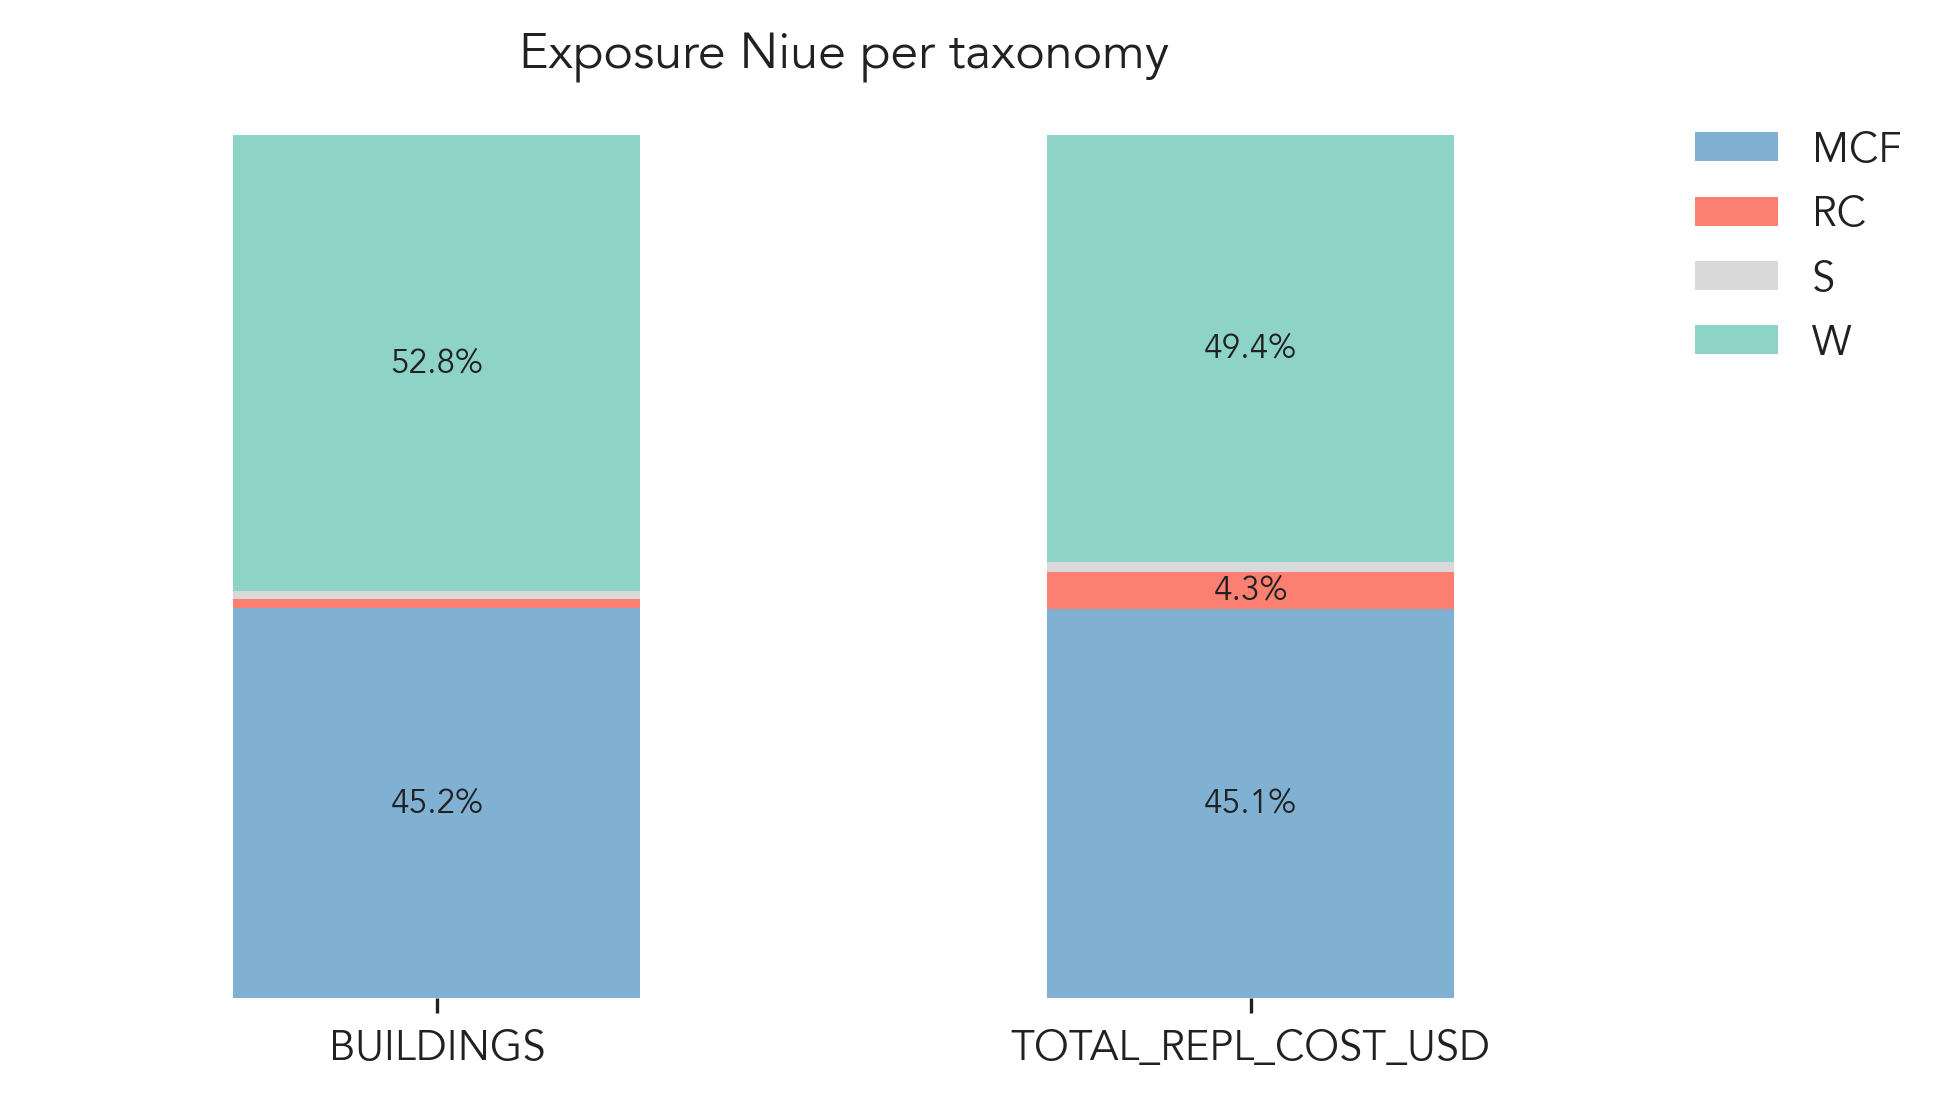 Exposure Niue per taxonomy
MCF
RC
S
W
52.8%
49.4%
4.3%
45.2%
45.1%
BUILDINGS
TOTAL_REPL_COST_USD